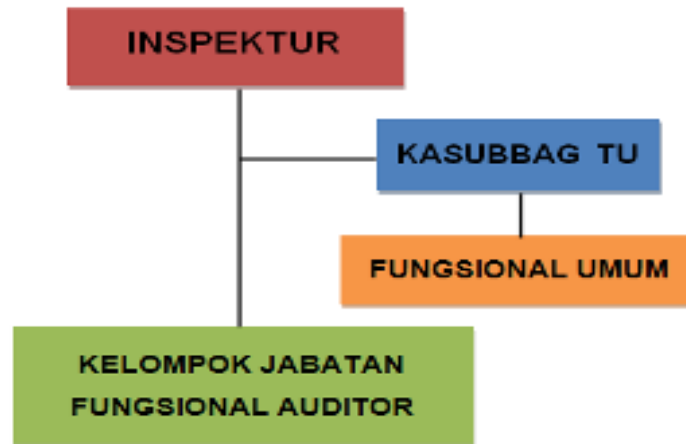 INSPEKTUR
KASUBBAG TU
FUNGSIONAL UMUM
KELOMPOK JABATAN
FUNGSIONAL AUDITOR